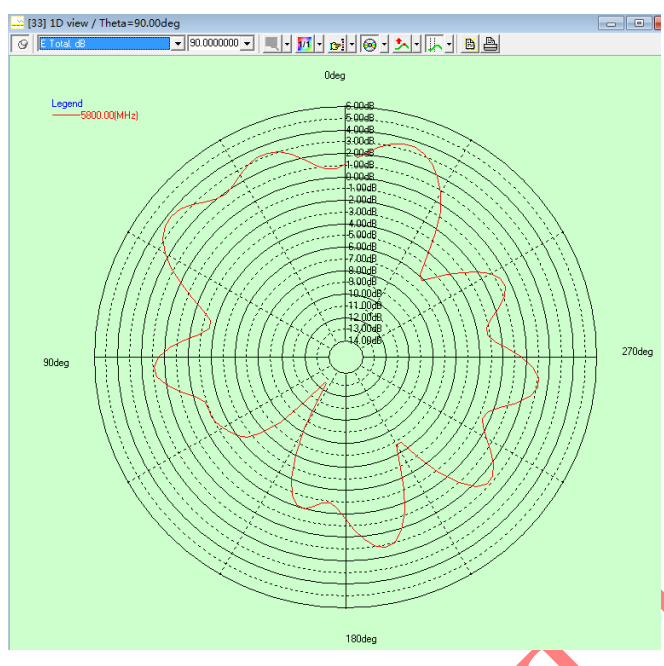 [33] 1D view / Theta=90.00deg
E Total. dB
90.0000000
1/1
0deg
Legend
5800.00(MHz)
6.00dB
5.00dB
4.00dB
3.00dB
2.00dB
1.00dB
0.00dB
-1.00dB
-2.00dB
-3.00dB
-4.00dB
-5.00dB
-6.00dB
-7.00dB
-8.00dB
-9.00dB
-10.00dB
-11.00dB
-12.00dB
-13.00dB
-14.00dB
90deg
270deg
180deg